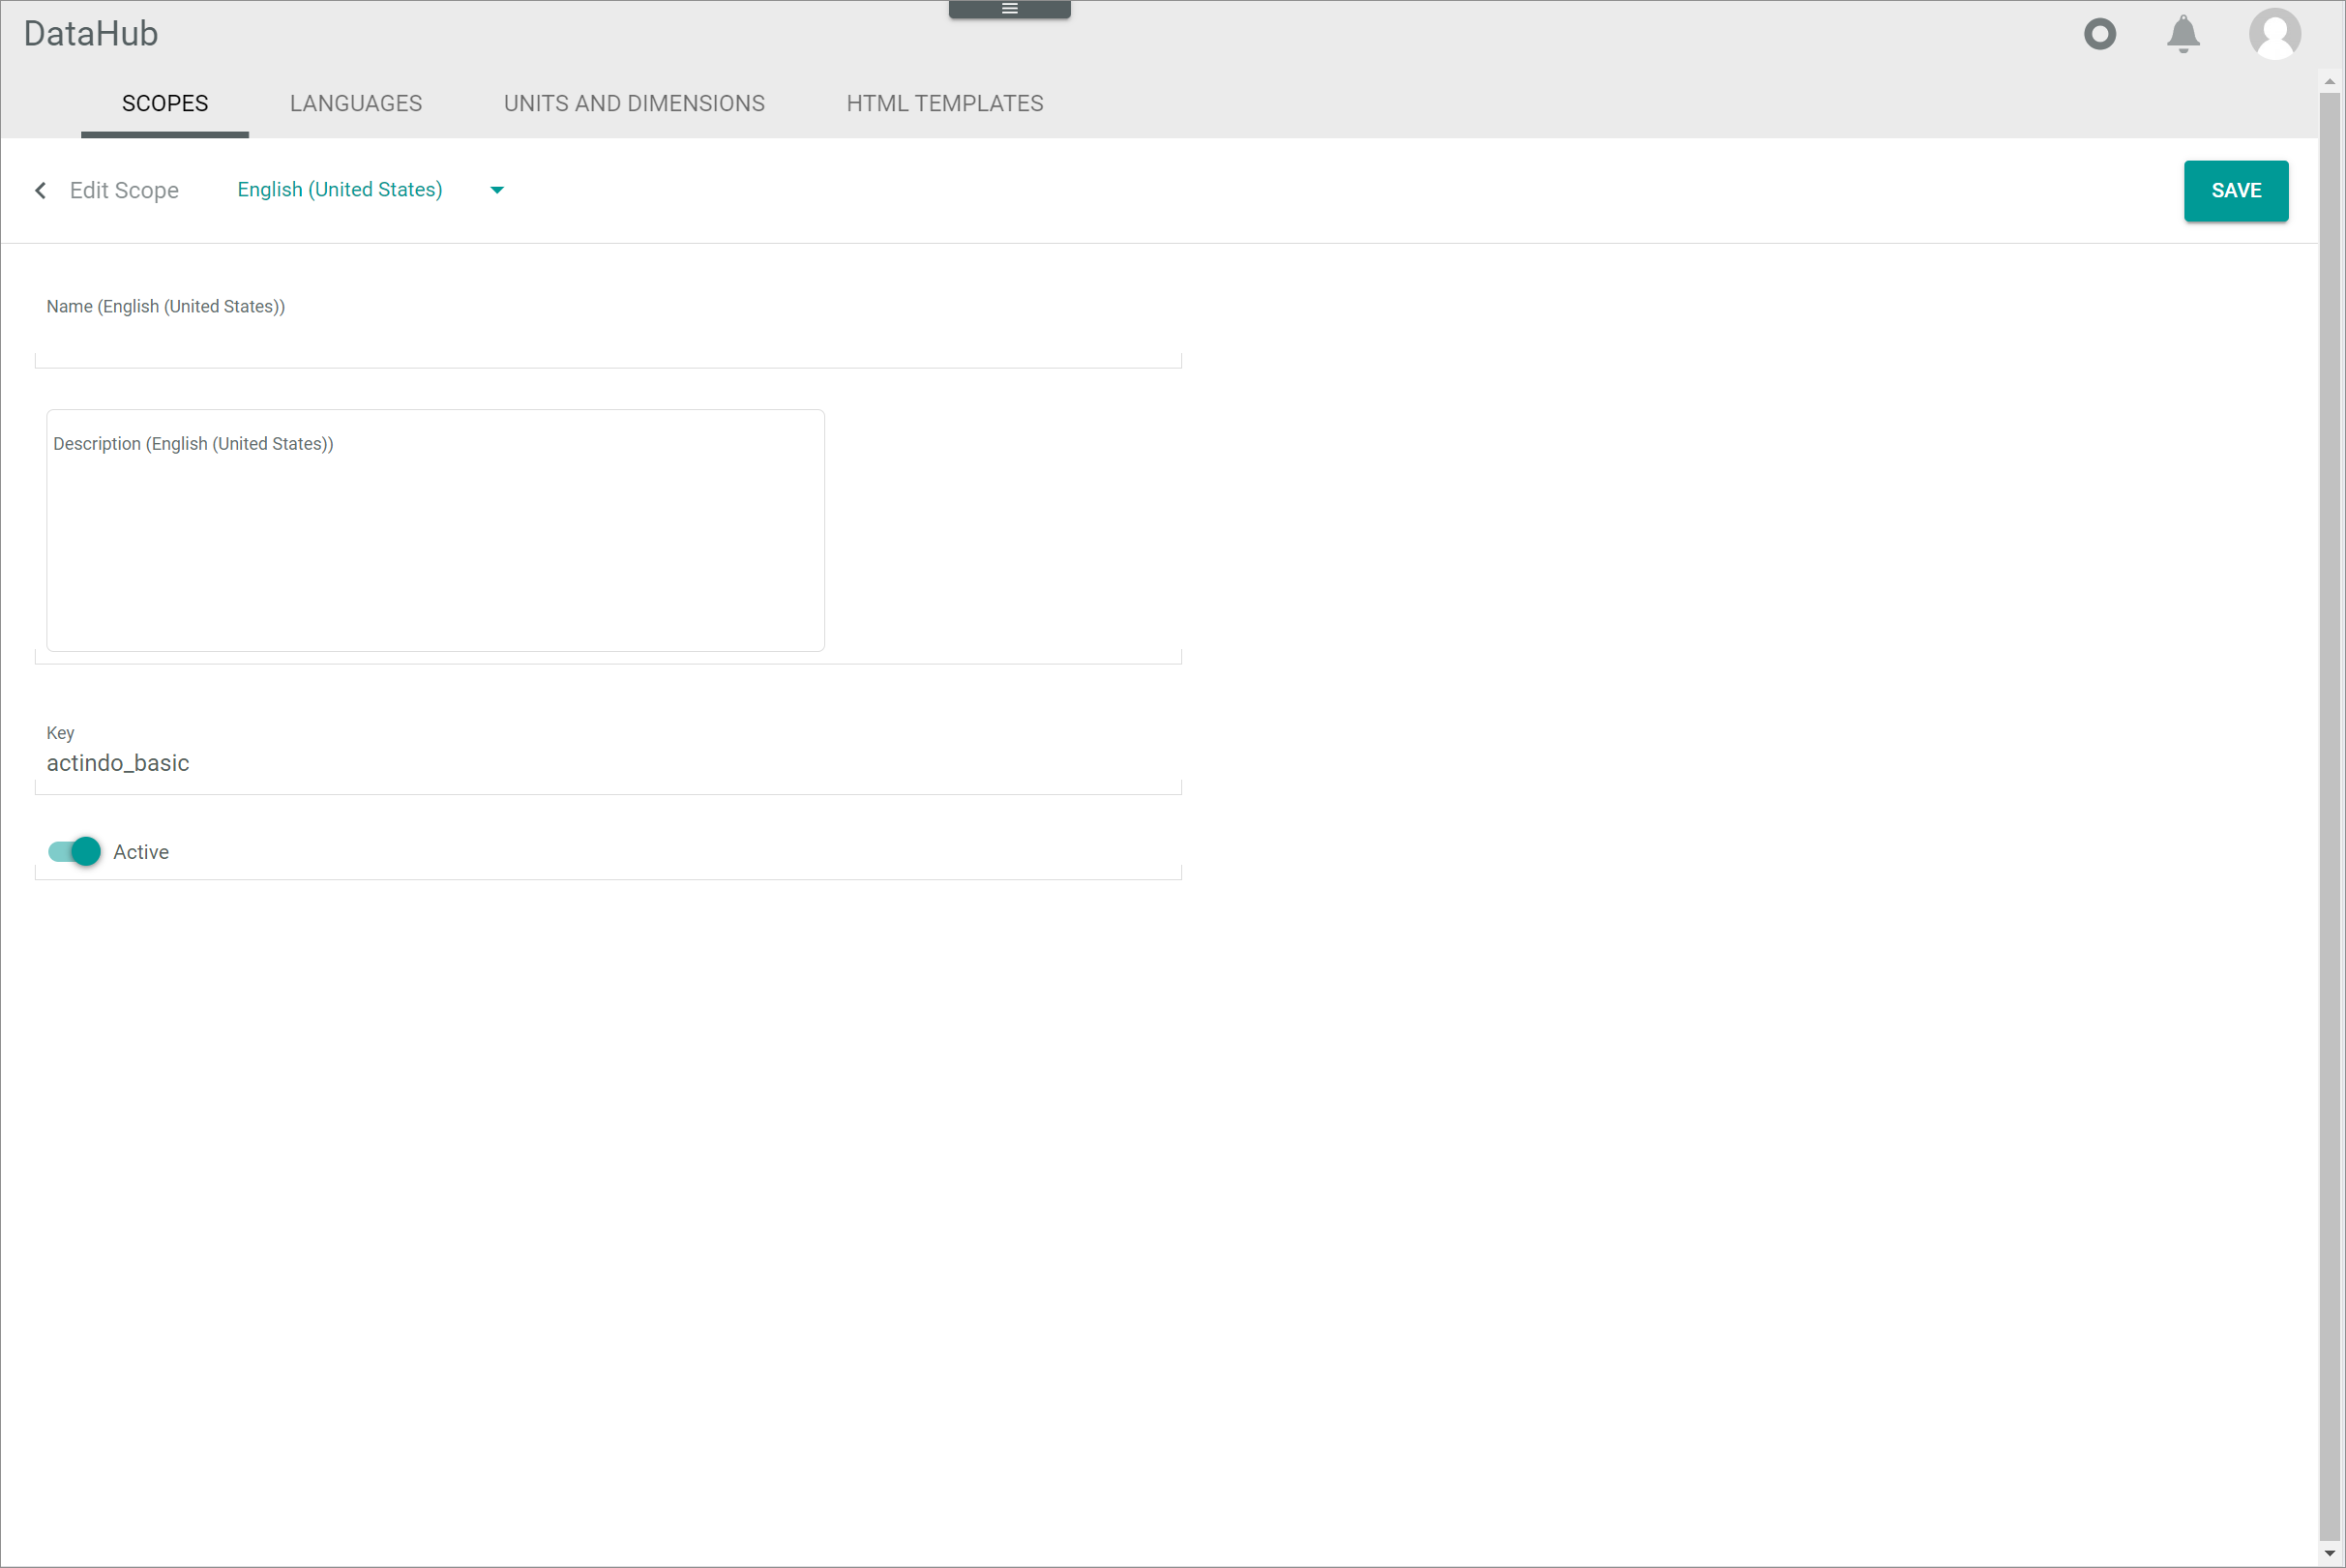 DataHub
SCOPES LANGUAGES UNITS AND DIMENSIONS HTML TEMPLATES
Edit Scope English (United States) SAVE
Name (English (United States))
Description (English (United States))
Key
actindo_basic
Active